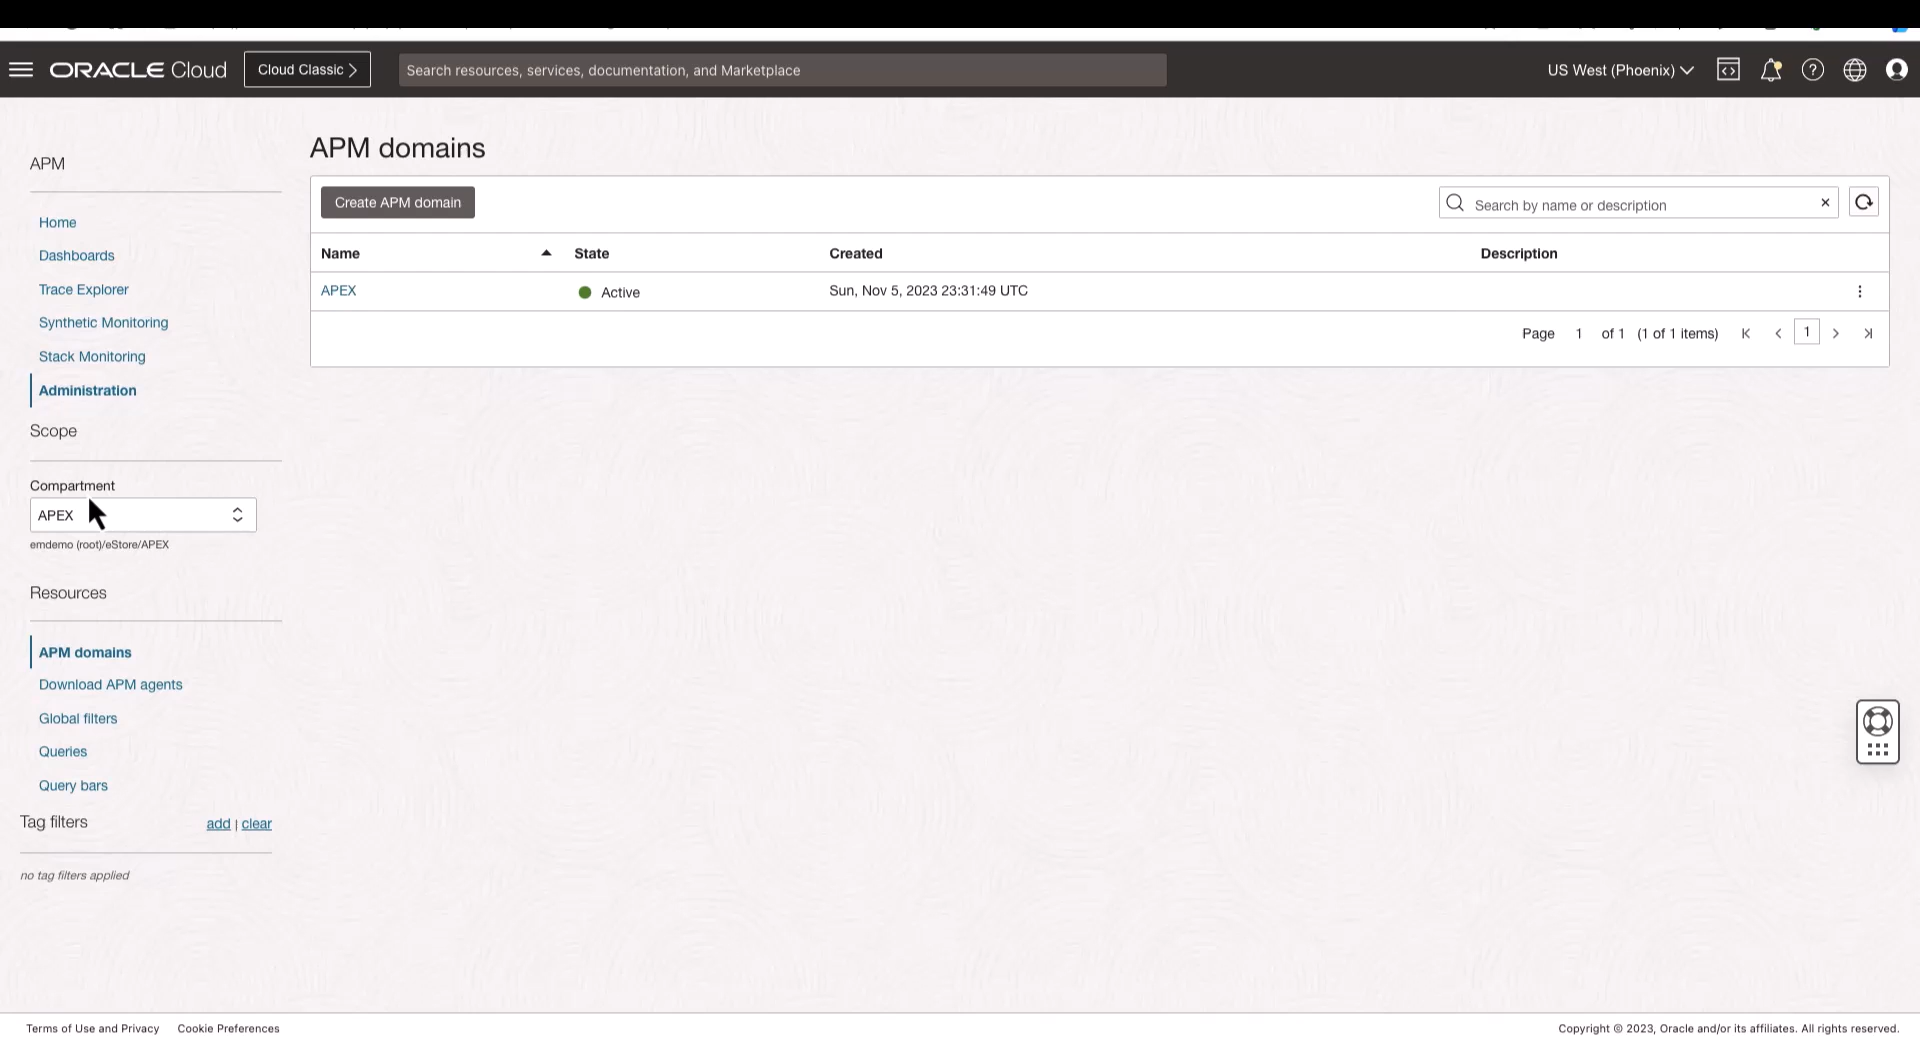 ORACLE Cloud
Cloud Classic
Search resources, services, documentation, and Marketplace
US West (Phoenix)
APM
Home
Dashboards
Trace Explorer
Synthetic Monitoring
Stack Monitoring
Administration
Scope
Compartment
APEX
emdemo (root)/eStore/APEX
Resources
APM domains
Download APM agents
Global filters
Queries
Query bars
Tag filters add | clear
no tag filters applied
APM domains
Create APM domain
Search by name or description
Name State Created Description
APEX Active Sun, Nov 5, 2023 23:31:49 UTC
Page 1 of 1 (1 of 1 items) 1
Terms of Use and Privacy Cookie Preferences
Copyright © 2023, Oracle and/or its affiliates. All rights reserved.